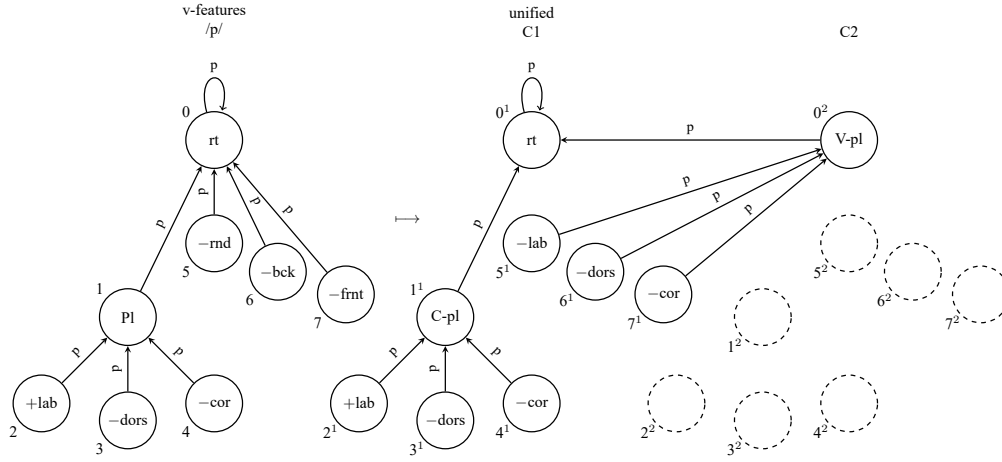 v-features
/p/
unified
C1
C2
p
p
0
0¹
0²
rt
rt
V-pl
p
p
p
p
p
p
p
p
p
↦
−rnd
−lab
5
5¹
5²
−bck
−dors
6
6¹
6²
−frnt
−cor
7
7¹
7²
1
1¹
1²
Pl
C-pl
p
p
p
p
p
p
+lab
−dors
−cor
+lab
−dors
−cor
2
3
4
2¹
3¹
4¹
2²
3²
4²